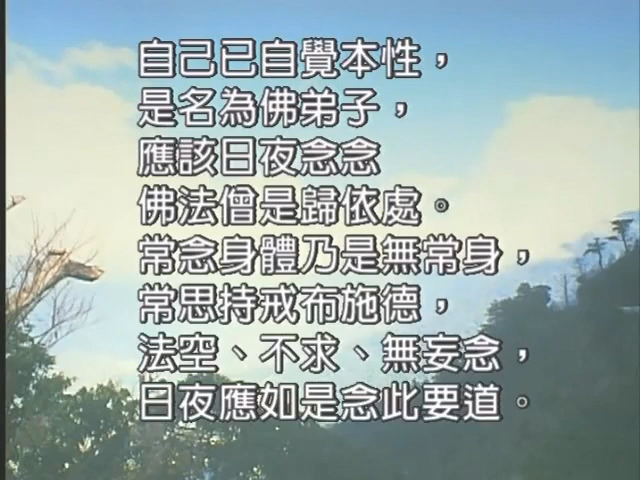 自己已自覺本性，
是名為佛弟子，
應該日夜念念
佛法僧是歸依處。
常念身體乃是無常身，
常思持戒布施德，
法空、不求、無妄念，
日夜應如是念此要道。